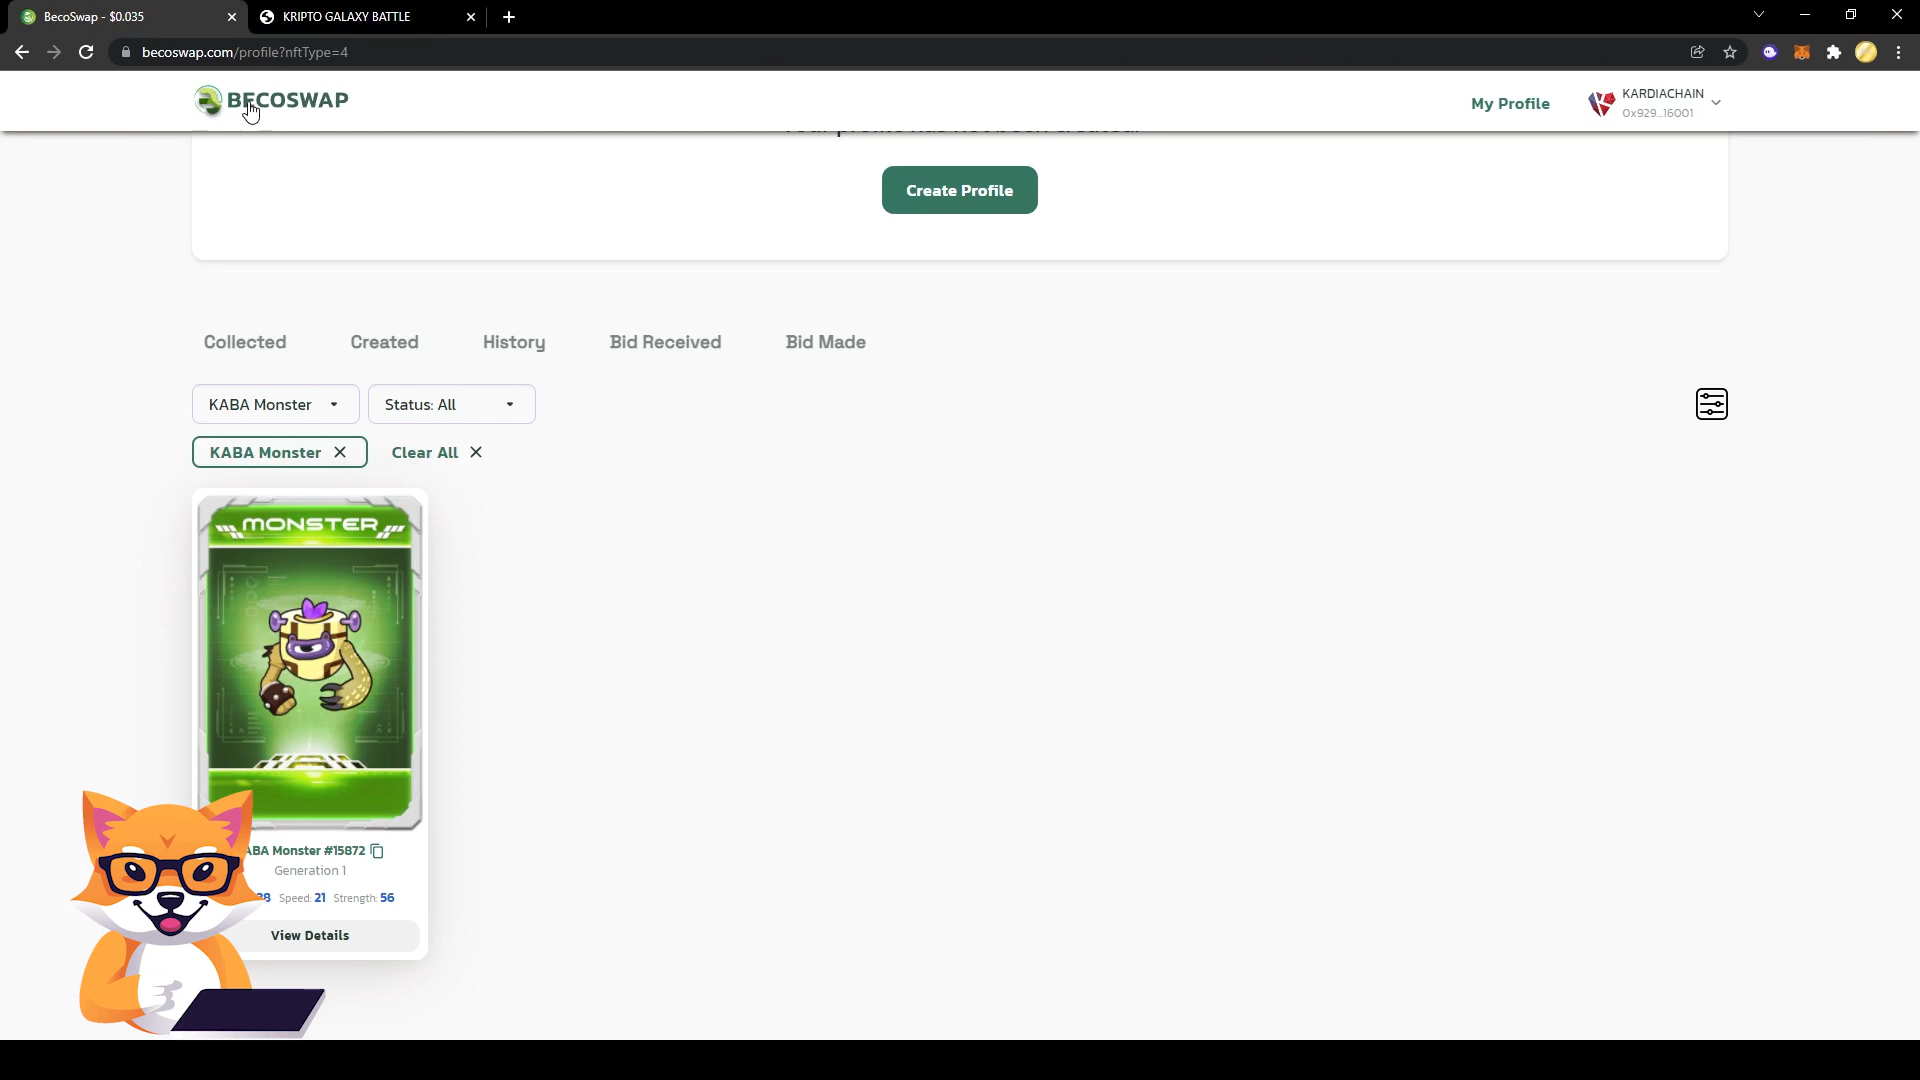 BecoSwap - $0.035
KRIPTO GALAXY BATTLE
becoswap.com/profile?nftType=4
BECOSWAP
My Profile
KARDIACHAIN
0x929...16001
Create Profile
Collected
Created
History
Bid Received
Bid Made
KABA Monster
Status: All
KABA Monster
Clear All
MONSTER
Monster #15872
Generation 1
Speed: 21 Strength: 56
View Details